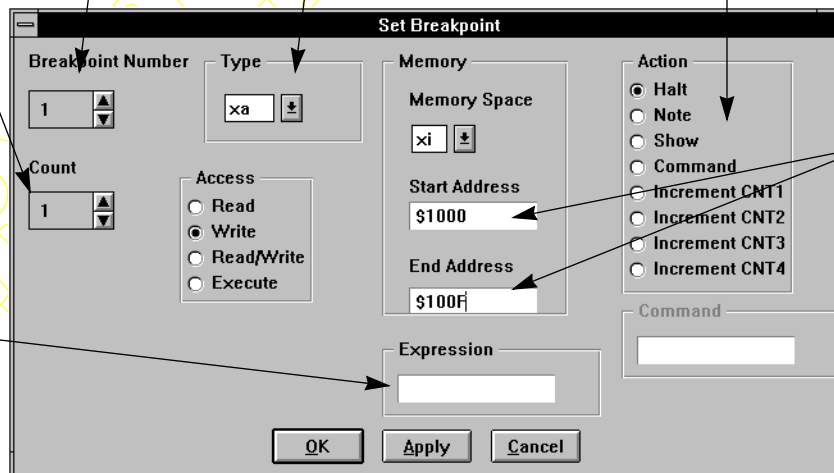 Set Breakpoint
Breakpoint Number
1
Count
1
Type
xa
Access
Read
Write
Read/Write
Execute
Memory
Memory Space
xi
Start Address
$1000
End Address
$100F
Expression
Action
Halt
Note
Show
Command
Increment CNT1
Increment CNT2
Increment CNT3
Increment CNT4
Command
OK
Apply
Cancel